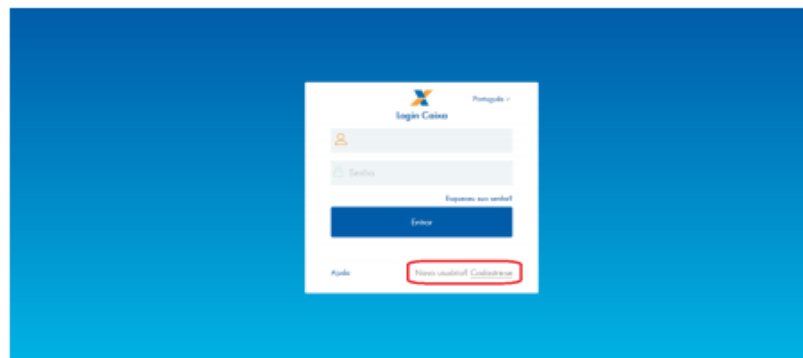 Português
Login Caixa
Senha
Esqueceu sua senha?
Entrar
Ajuda
Novo usuário? Cadastre-se